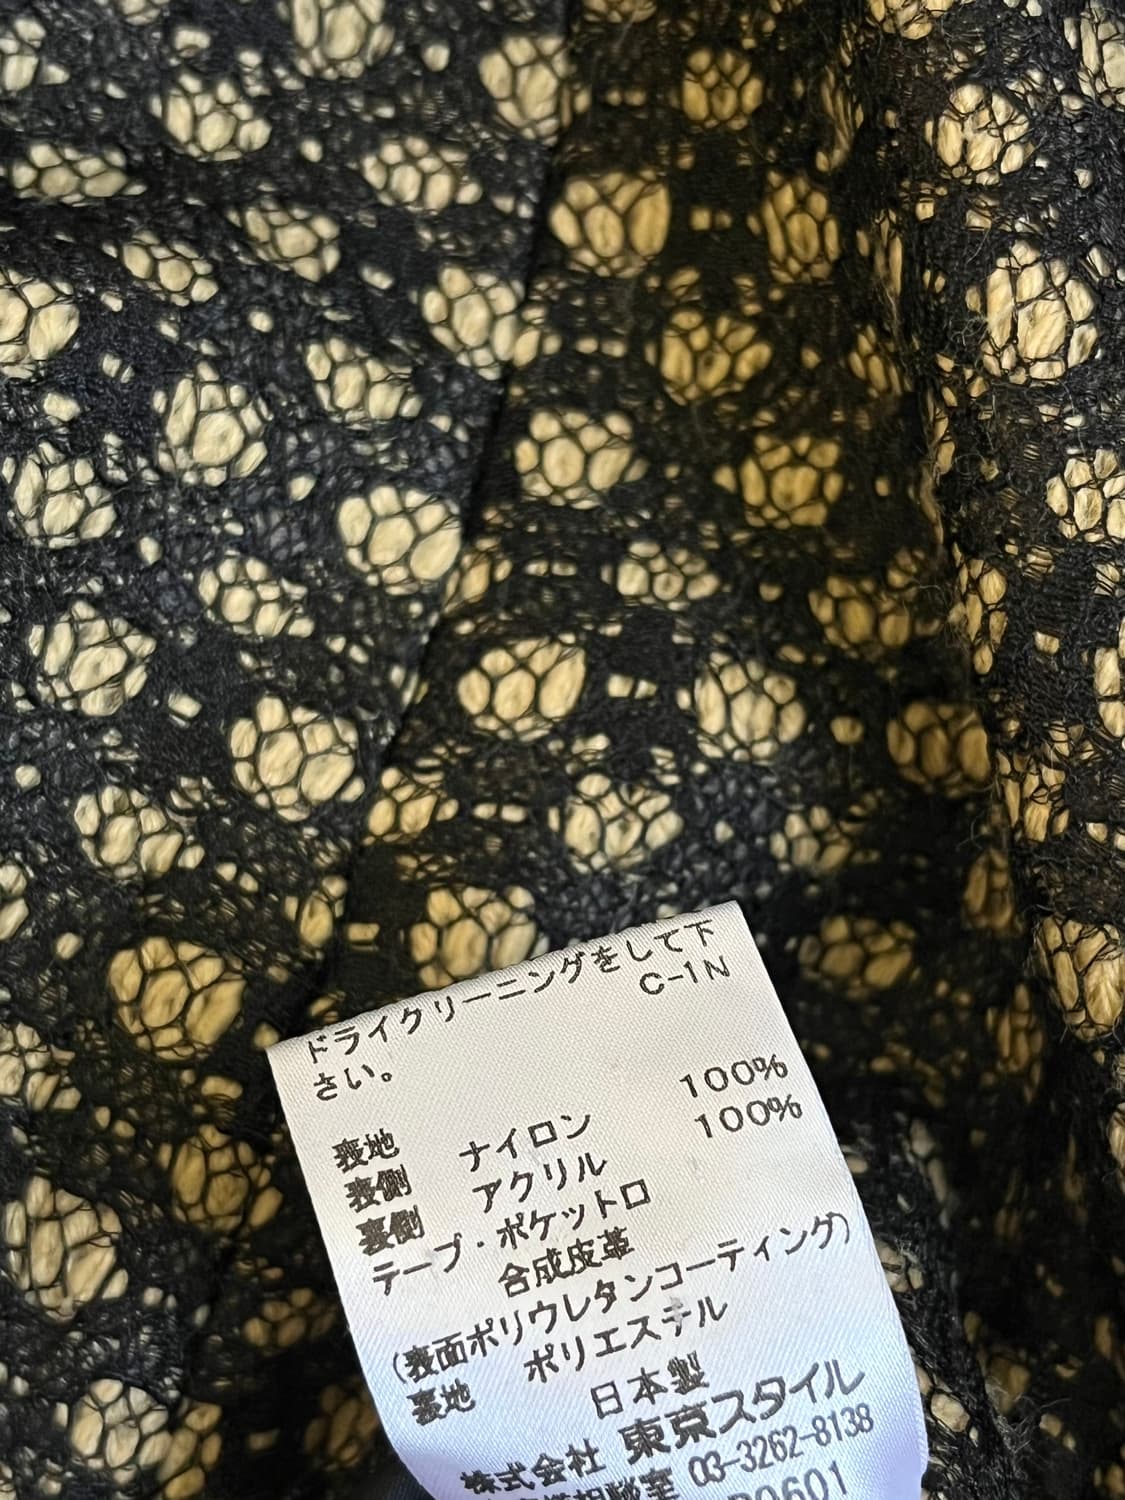 ドライクリーニングをして下
さい。 C-1N
表地 ナイロン 100%
表側 アクリル 100%
裏側
テープ・ポケット口
合成皮革
(表面ポリウレタンコーティング)
裏地 ポリエステル
日本製
株式会社 東京スタイル
03-3262-8138